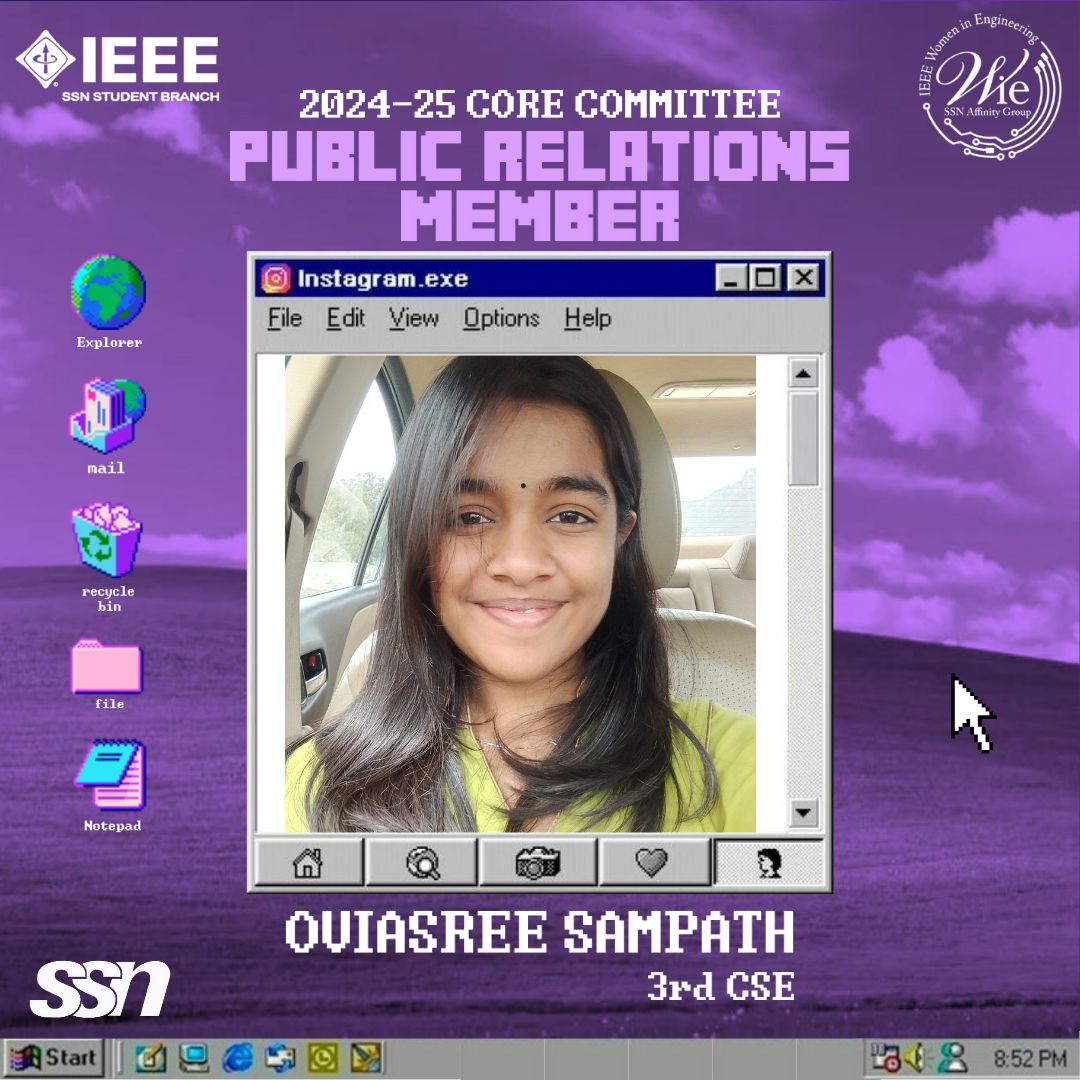 IEEE
SSN STUDENT BRANCH
IEEE Women in Engineering
WiE
SSN Affinity Group
2024-25 CORE COMMITTEE
PUBLIC RELATIONS
MEMBER
Instagram.exe
File Edit View Options Help
Explorer
mail
recycle
bin
file
Notepad
OVIASREE SAMPATH
3rd CSE
ssn
Start
8:52 PM